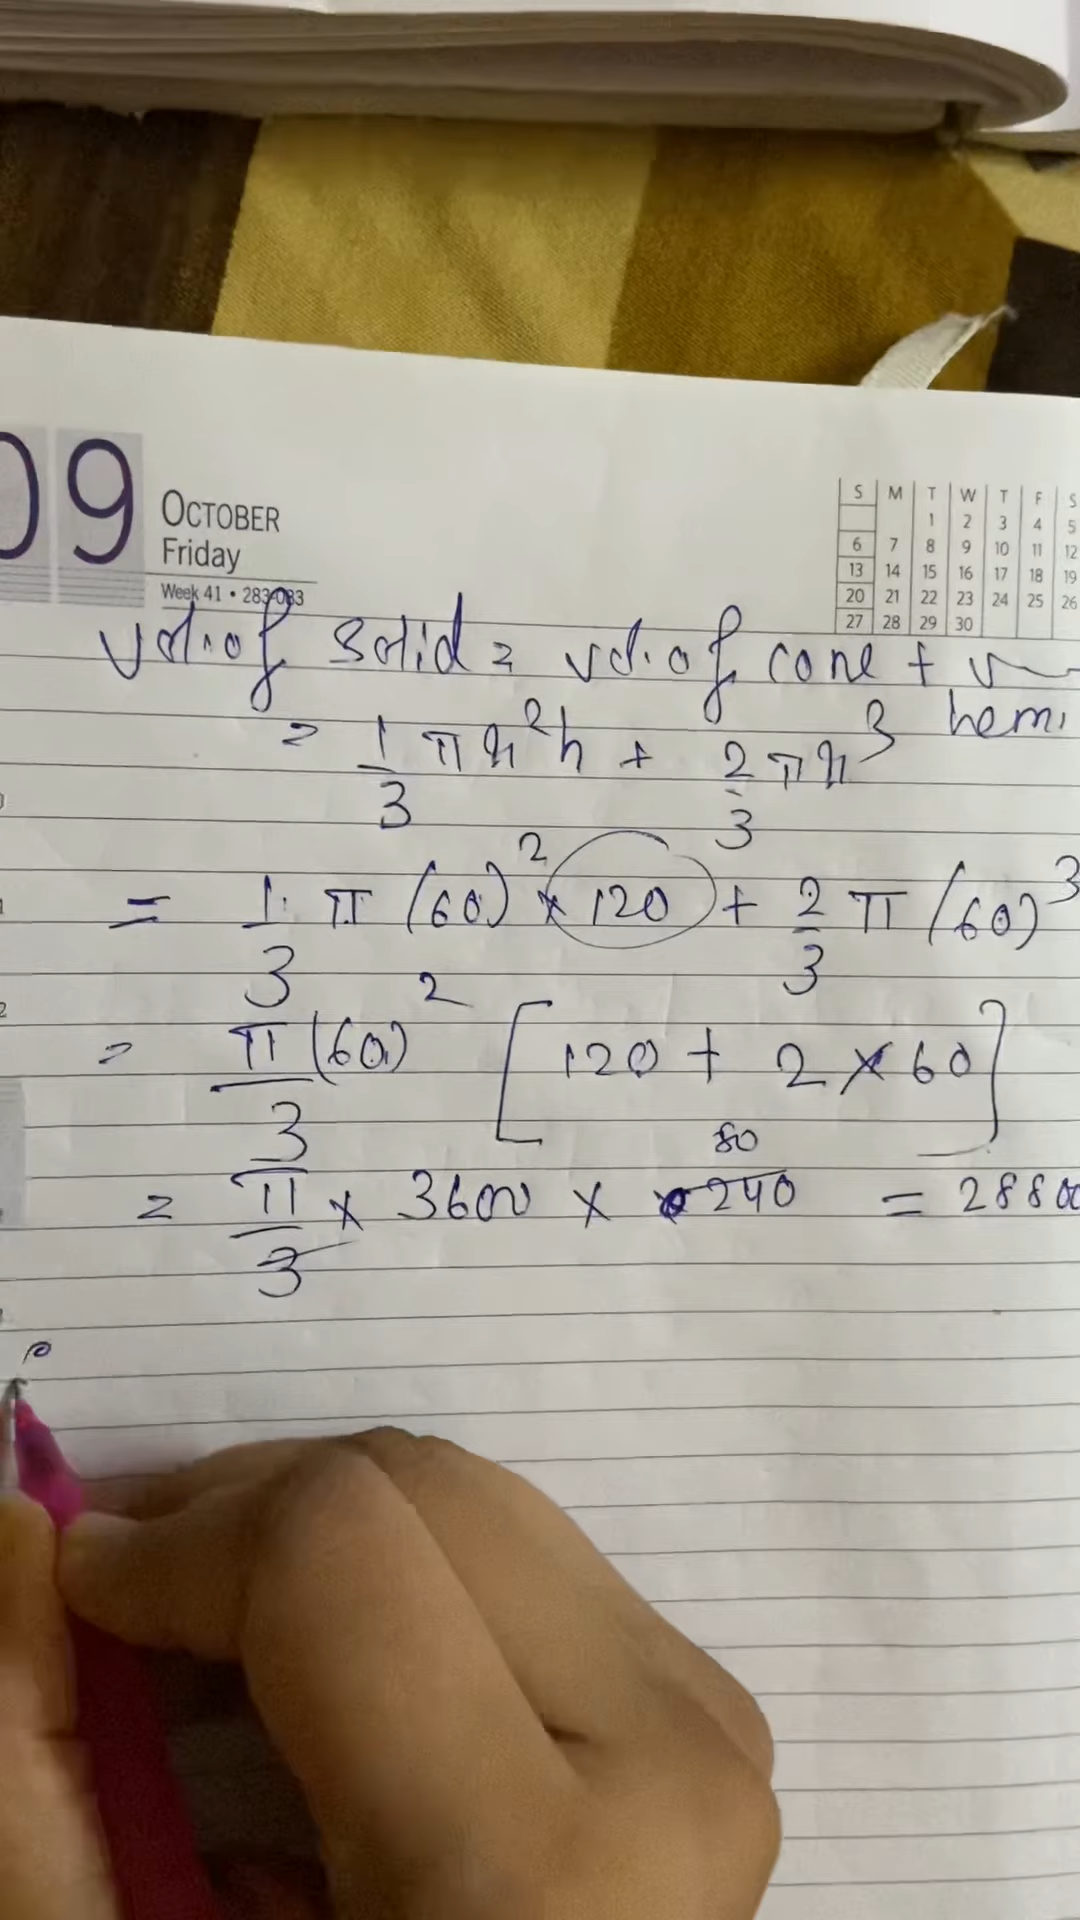 09
OCTOBER
Friday
Week 41 • 283-083
S M T W T F S
1 2 3 4 5
6 7 8 9 10 11 12
13 14 15 16 17 18 19
20 21 22 23 24 25 26
27 28 29 30
vol. of solid = vol. of cone + v
hemi
= 1/3 π r²h + 2/3 π r³
= 1/3 π (60)² × 120 + 2/3 π (60)³
= π/3 (60)² [120 + 2 × 60]
80
= π/3 × 3600 × 240 = 28800